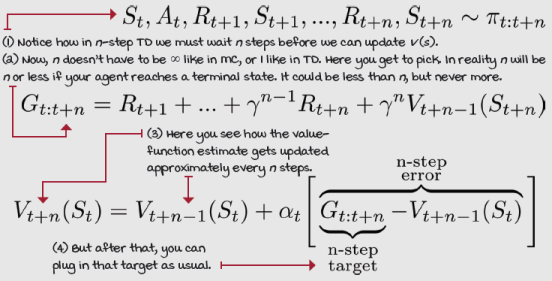 S_t, A_t, R_{t+1}, S_{t+1}, ..., R_{t+n}, S_{t+n} ∼ π_{t:t+n}
(1) Notice how in n-step TD we must wait n steps before we can update v(s).
(2) Now, n doesn't have to be ∞ like in MC, or 1 like in TD. Here you get to pick. In reality n will be
n or less if your agent reaches a terminal state. It could be less than n, but never more.
G_{t:t+n} = R_{t+1} + ... + γ^{n-1}R_{t+n} + γ^n V_{t+n-1}(S_{t+n})
(3) Here you see how the value-
function estimate gets updated
approximately every n steps.
n-step
error
V_{t+n}(S_t) = V_{t+n-1}(S_t) + α_t [ G_{t:t+n} − V_{t+n-1}(S_t) ]
(4) But after that, you can
plug in that target as usual.
n-step
target